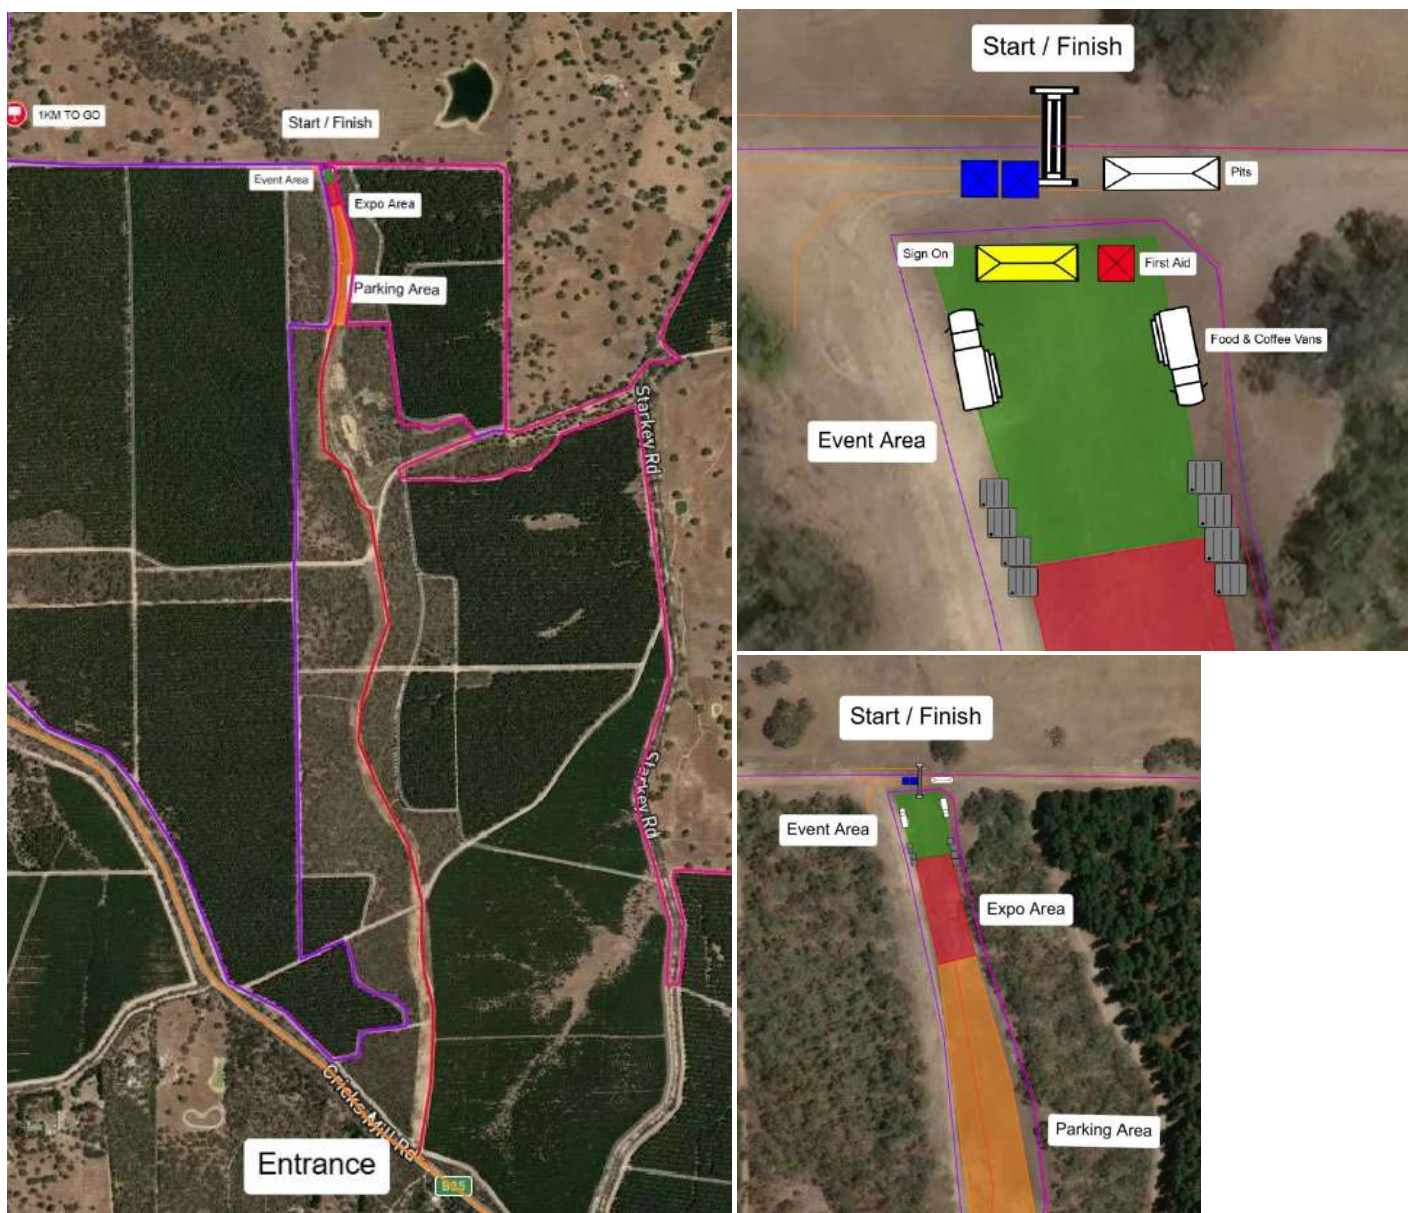 1KM TO GO
Start / Finish
Event Area
Expo Area
Parking Area
Starkey Rd
Starkey Rd
Cricks Mill Rd
Entrance
B35
Start / Finish
Pits
Sign On
First Aid
Food & Coffee Vans
Event Area
Start / Finish
Event Area
Expo Area
Parking Area